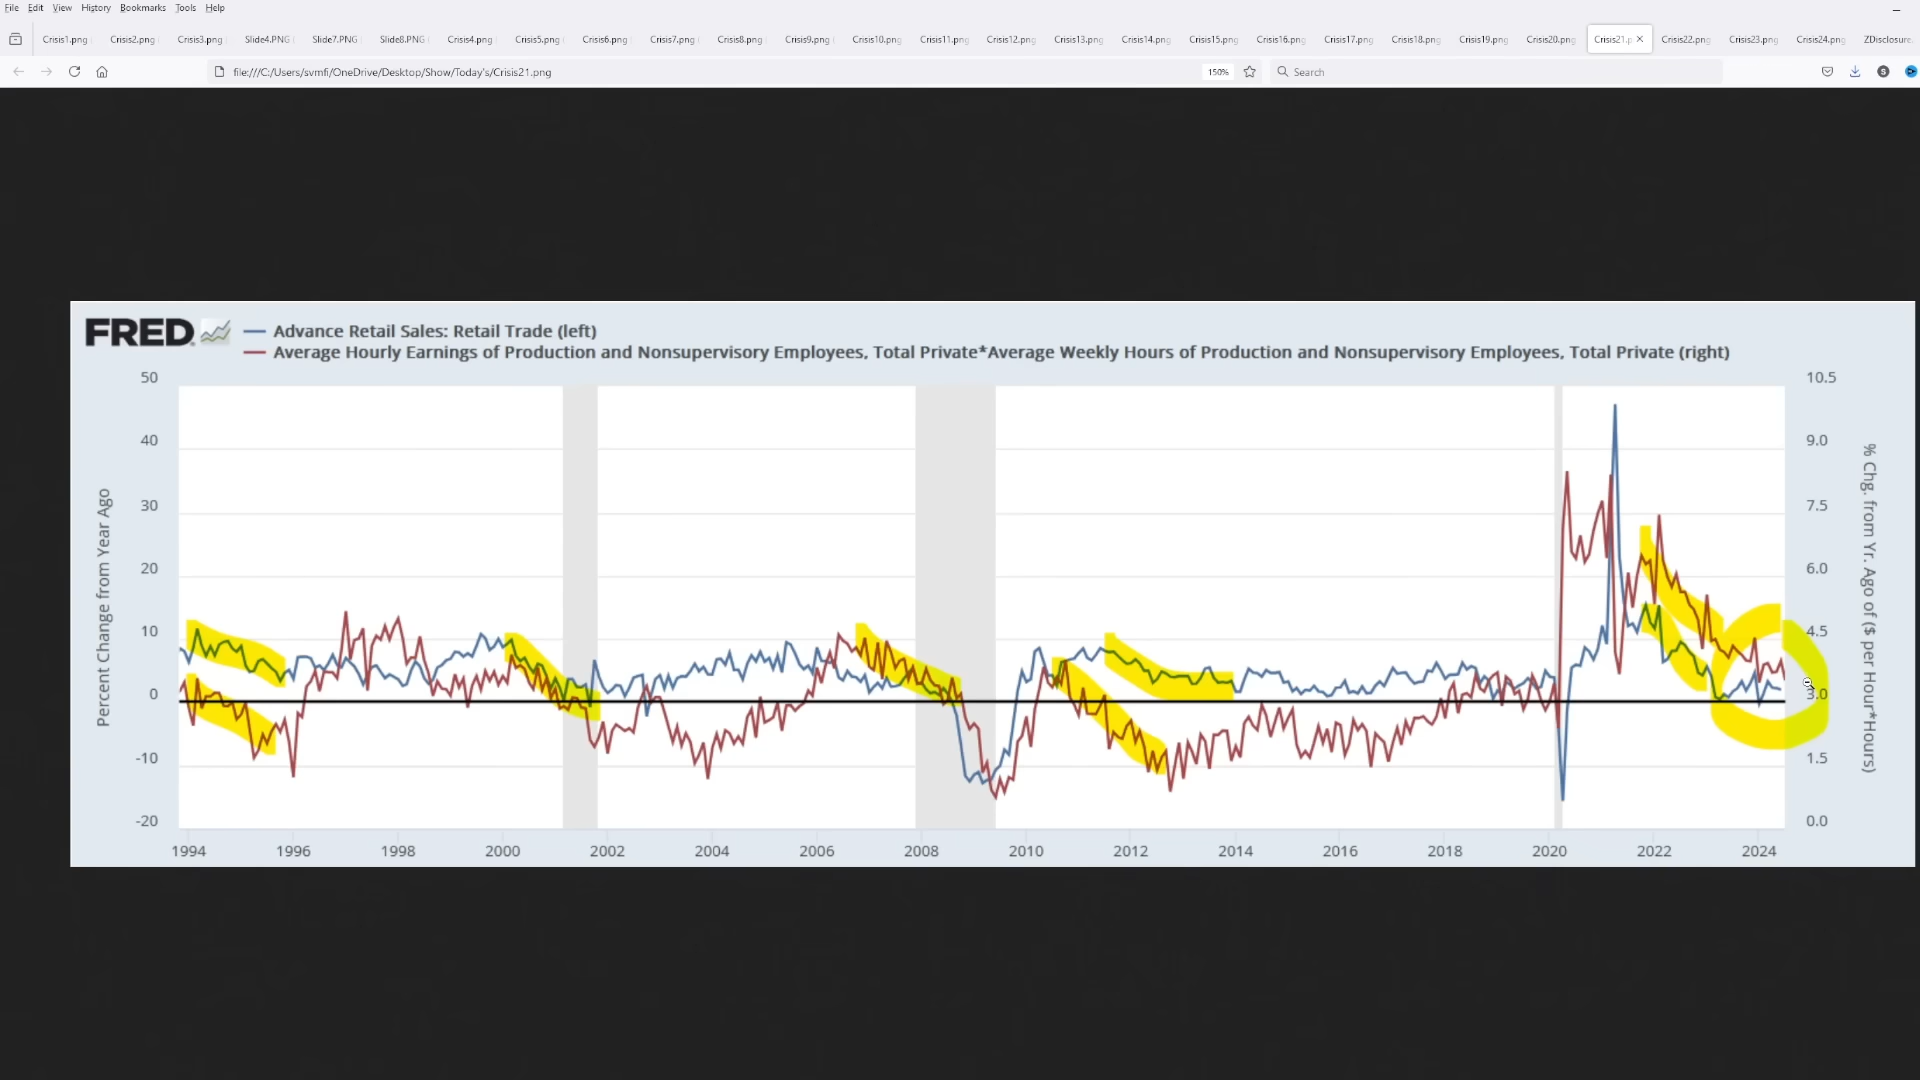 File Edit View History Bookmarks Tools Help
Crisis1.png Crisis2.png Crisis3.png Slide4.PNG Slide7.PNG Slide8.PNG Crisis4.png Crisis5.png Crisis6.png Crisis7.png Crisis8.png Crisis9.png Crisis10.png Crisis11.png Crisis12.png Crisis13.png Crisis14.png Crisis15.png Crisis16.png Crisis17.png Crisis18.png Crisis19.png Crisis20.png Crisis21.p Crisis22.png Crisis23.png Crisis24.png ZDisclosure.
file:///C:/Users/svmfi/OneDrive/Desktop/Show/Today's/Crisis21.png 150% Search S
FRED
Advance Retail Sales: Retail Trade (left)
Average Hourly Earnings of Production and Nonsupervisory Employees, Total Private*Average Weekly Hours of Production and Nonsupervisory Employees, Total Private (right)
Percent Change from Year Ago
50
40
30
20
10
0
-10
-20
10.5
9.0
7.5
6.0
4.5
3.0
1.5
0.0
% Chg. from Yr. Ago of ($ per Hour*Hours)
1994 1996 1998 2000 2002 2004 2006 2008 2010 2012 2014 2016 2018 2020 2022 2024